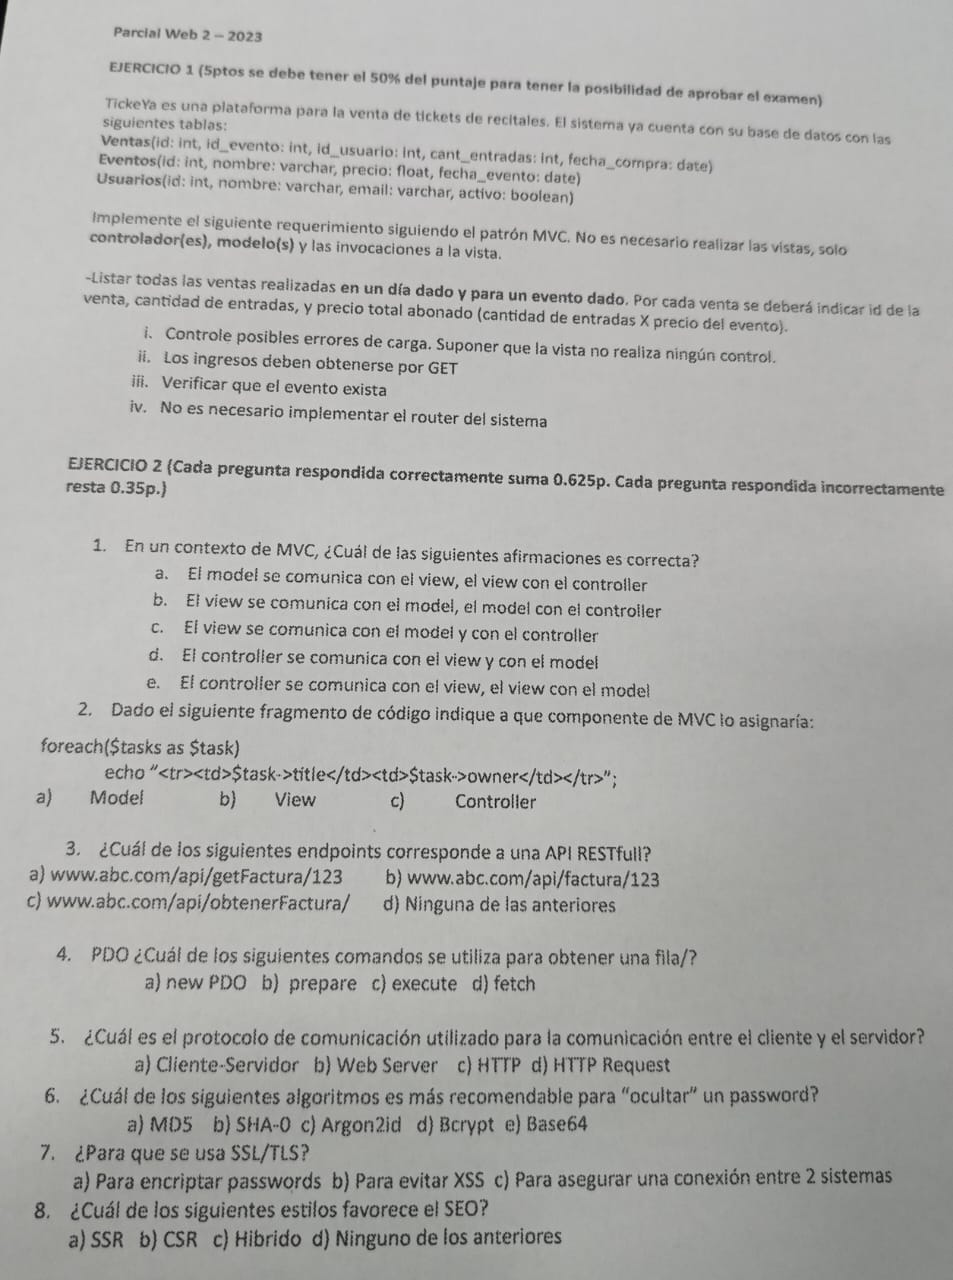 Parcial Web 2 – 2023
EJERCICIO 1 (5ptos se debe tener el 50% del puntaje para tener la posibilidad de aprobar el examen)
TickeYa es una plataforma para la venta de tickets de recitales. El sistema ya cuenta con su base de datos con las
siguientes tablas:
Ventas(id: int, id_evento: int, id_usuario: int, cant_entradas: int, fecha_compra: date)
Eventos(id: int, nombre: varchar, precio: float, fecha_evento: date)
Usuarios(id: int, nombre: varchar, email: varchar, activo: boolean)
Implemente el siguiente requerimiento siguiendo el patrón MVC. No es necesario realizar las vistas, solo
controlador(es), modelo(s) y las invocaciones a la vista.
-Listar todas las ventas realizadas en un día dado y para un evento dado. Por cada venta se deberá indicar id de la
venta, cantidad de entradas, y precio total abonado (cantidad de entradas X precio del evento).
i. Controle posibles errores de carga. Suponer que la vista no realiza ningún control.
ii. Los ingresos deben obtenerse por GET
iii. Verificar que el evento exista
iv. No es necesario implementar el router del sistema
EJERCICIO 2 (Cada pregunta respondida correctamente suma 0.625p. Cada pregunta respondida incorrectamente
resta 0.35p.)
1. En un contexto de MVC, ¿Cuál de las siguientes afirmaciones es correcta?
a. El model se comunica con el view, el view con el controller
b. El view se comunica con el model, el model con el controller
c. El view se comunica con el model y con el controller
d. El controller se comunica con el view y con el model
e. El controller se comunica con el view, el view con el model
2. Dado el siguiente fragmento de código indique a que componente de MVC lo asignaría:
foreach($tasks as $task)
echo "<tr><td>$task->title</td><td>$task->owner</td></tr>";
a) Model b) View c) Controller
3. ¿Cuál de los siguientes endpoints corresponde a una API RESTfull?
a) www.abc.com/api/getFactura/123 b) www.abc.com/api/factura/123
c) www.abc.com/api/obtenerFactura/ d) Ninguna de las anteriores
4. PDO ¿Cuál de los siguientes comandos se utiliza para obtener una fila/?
a) new PDO b) prepare c) execute d) fetch
5. ¿Cuál es el protocolo de comunicación utilizado para la comunicación entre el cliente y el servidor?
a) Cliente-Servidor b) Web Server c) HTTP d) HTTP Request
6. ¿Cuál de los siguientes algoritmos es más recomendable para "ocultar" un password?
a) MD5 b) SHA-0 c) Argon2id d) Bcrypt e) Base64
7. ¿Para que se usa SSL/TLS?
a) Para encriptar passwords b) Para evitar XSS c) Para asegurar una conexión entre 2 sistemas
8. ¿Cuál de los siguientes estilos favorece el SEO?
a) SSR b) CSR c) Hibrido d) Ninguno de los anteriores